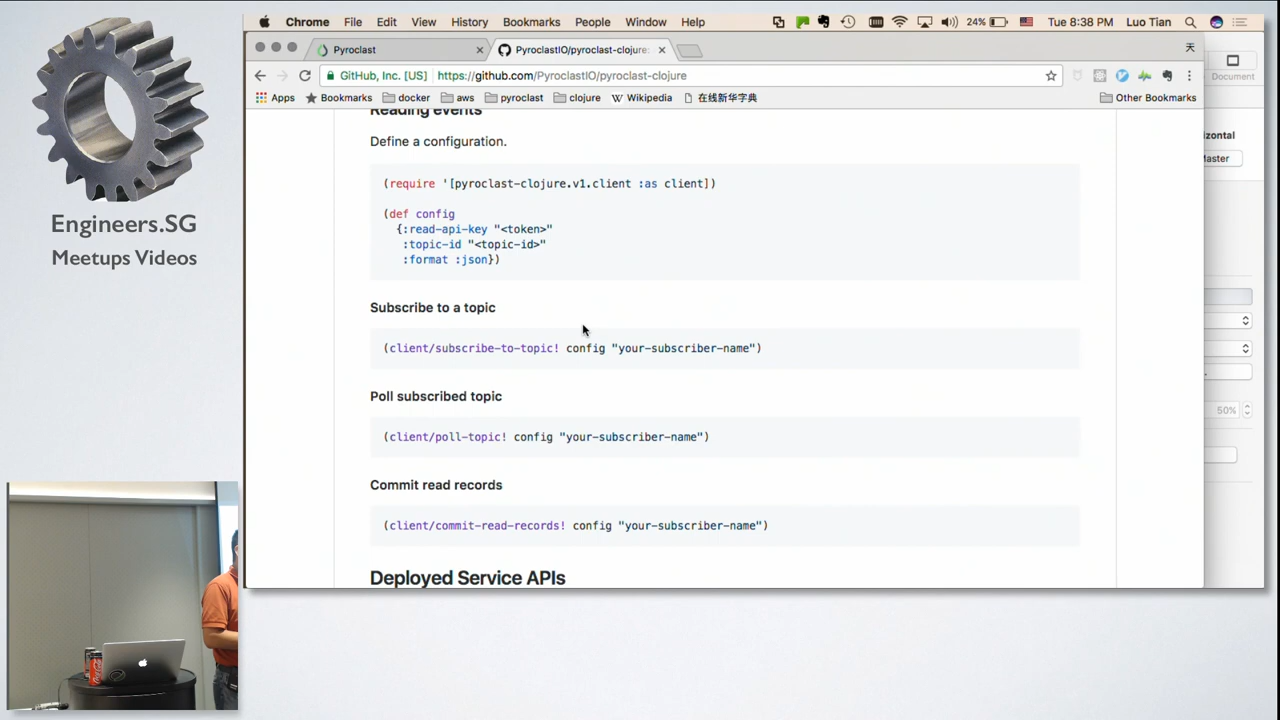 Chrome File Edit View History Bookmarks People Window Help 24% Tue 8:38 PM Luo Tian
Pyroclast
PyroclastIO/pyroclast-clojure:
天
GitHub, Inc. [US] https://github.com/PyroclastIO/pyroclast-clojure
Apps Bookmarks docker aws pyroclast clojure Wikipedia 在线新华字典 Other Bookmarks
Document
Reading events
Define a configuration.
(require '[pyroclast-clojure.v1.client :as client])
(def config
{:read-api-key "<token>"
:topic-id "<topic-id>"
:format :json})
Subscribe to a topic
(client/subscribe-to-topic! config "your-subscriber-name")
Poll subscribed topic
(client/poll-topic! config "your-subscriber-name")
Commit read records
(client/commit-read-records! config "your-subscriber-name")
Deployed Service APIs
50%
Engineers.SG
Meetups Videos